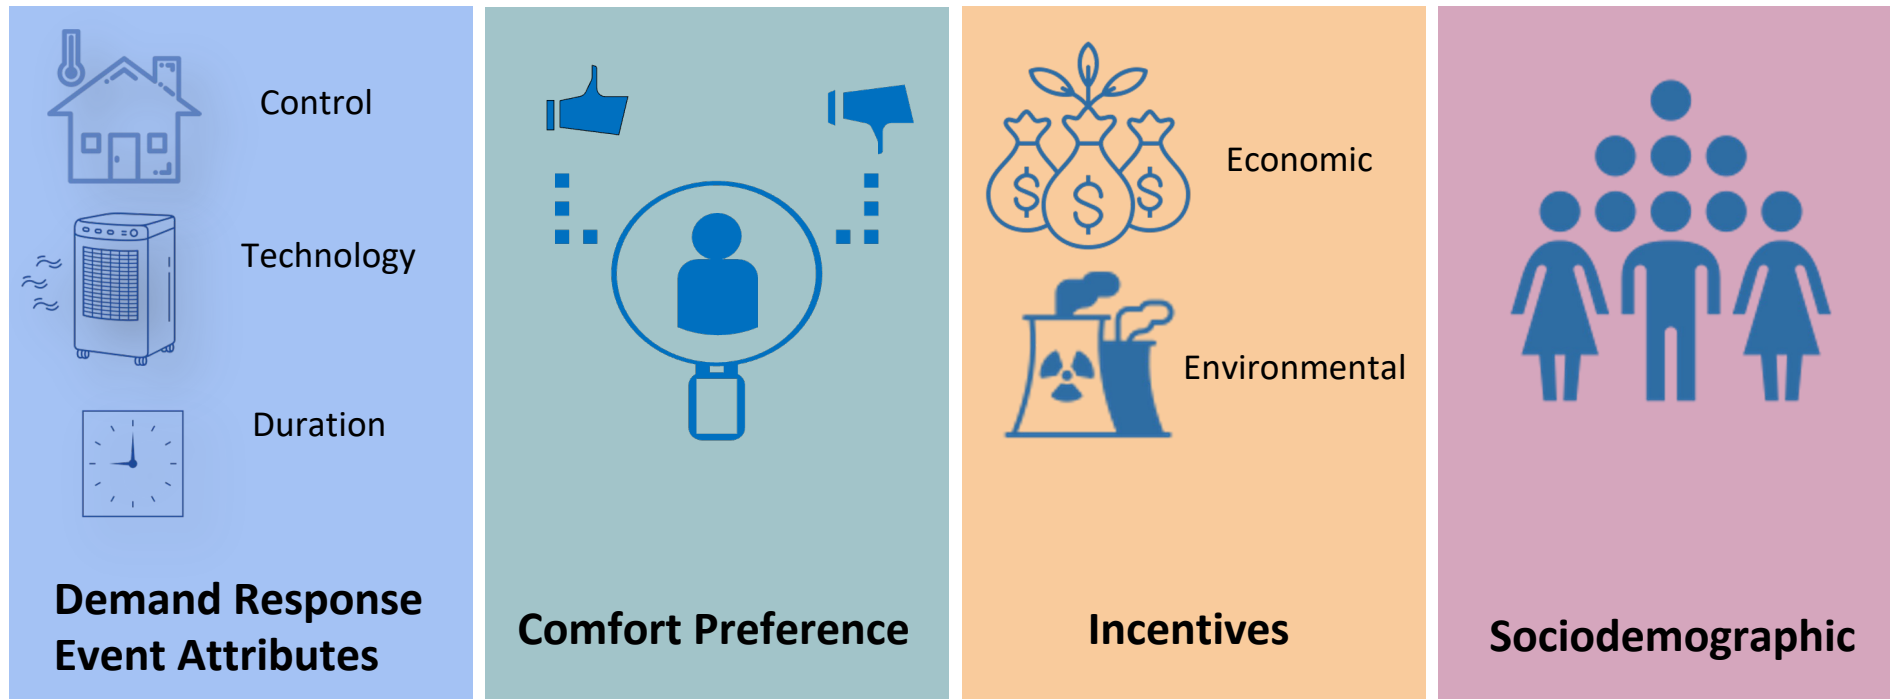 Control
Technology
Duration
Demand Response
Event Attributes
Comfort Preference
$ $ $
Economic
Environmental
Incentives
Sociodemographic